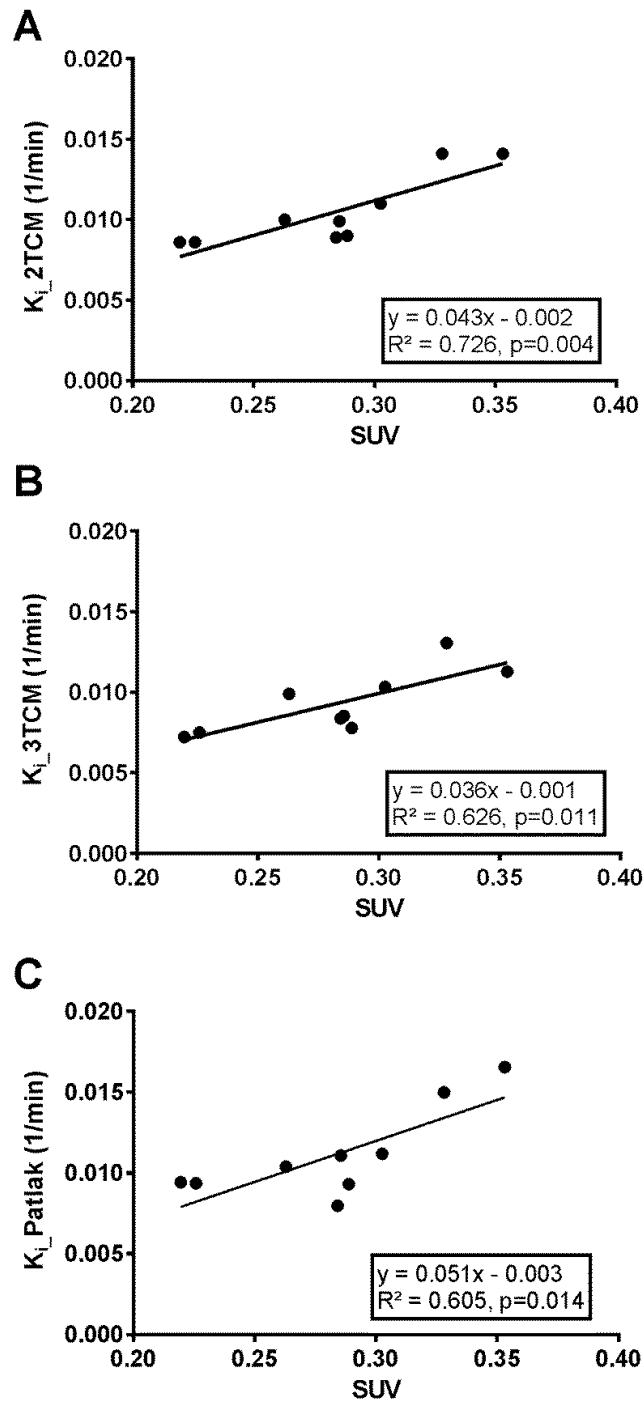 A
0.020
0.015
0.010
0.005
0.000
Ki_2TCM (1/min)
y = 0.043x - 0.002
R² = 0.726, p=0.004
0.20 0.25 0.30 0.35 0.40
SUV
B
0.020
0.015
0.010
0.005
0.000
Ki_3TCM (1/min)
y = 0.036x - 0.001
R² = 0.626, p=0.011
0.20 0.25 0.30 0.35 0.40
SUV
C
0.020
0.015
0.010
0.005
0.000
Ki_Patlak (1/min)
y = 0.051x - 0.003
R² = 0.605, p=0.014
0.20 0.25 0.30 0.35 0.40
SUV